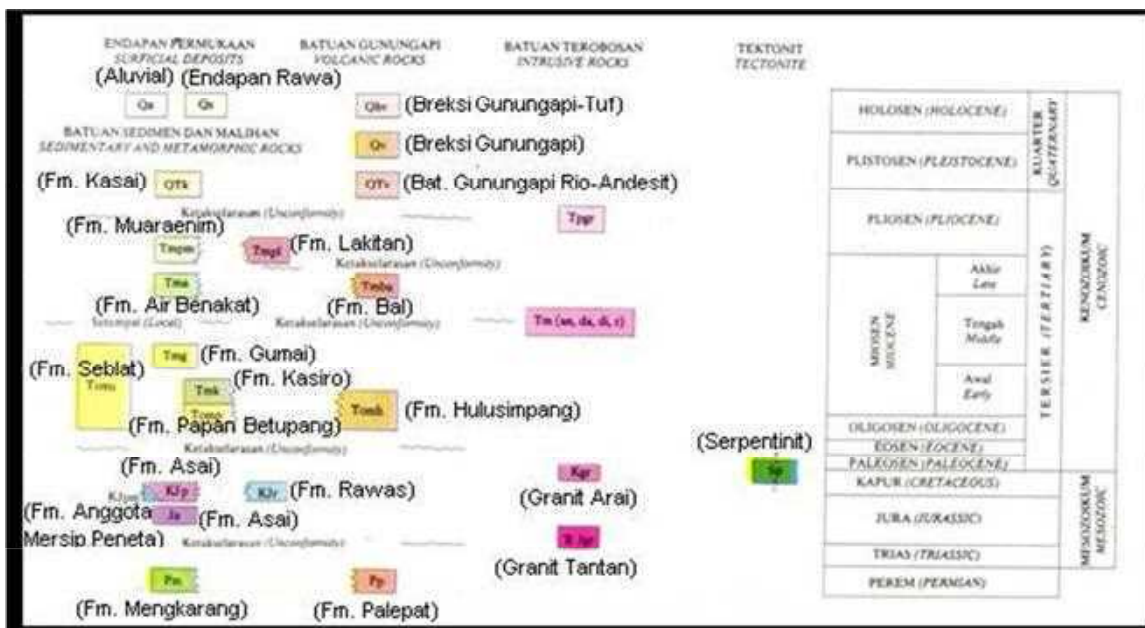 ENDAPAN PERMUKAAN
SURFICIAL DEPOSITS
BATUAN GUNUNGAPI
VOLCANIC ROCKS
BATUAN TEROBOSAN
INTRUSIVE ROCKS
TEKTONIT
TECTONITE
(Aluvial) (Endapan Rawa)
Qa Qs
Qhv (Breksi Gunungapi-Tuf)
BATUAN SEDIMEN DAN MALIHAN
SEDIMENTARY AND METAMORPHIC ROCKS
Qv (Breksi Gunungapi)
(Fm. Kasai) QTk
QTv (Bat. Gunungapi Rio-Andesit)
Ketakselarasan (Unconformity)
Tpgr
(Fm. Muaraenim)
Tmpm
Tmpl (Fm. Lakitan)
Ketakselarasan (Unconformity)
Tma
Tmba
(Fm. Air Benakat)
(Fm. Bal)
Setempat (Local)
Ketakselarasan (Unconformity)
Tm (an, da, di, r)
Tmg (Fm. Gumai)
(Fm. Seblat)
Toms
Tmk (Fm. Kasiro)
Tomp
(Fm. Papan Betupang)
Tomh (Fm. Hulusimpang)
Ketakselarasan (Unconformity)
(Fm. Asai)
KJp
KJr (Fm. Rawas)
Kgr
(Granit Arai)
(Serpentinit)
Sp
(Fm. Anggota
Mersip Peneta)
Ja (Fm. Asai)
Ketakselarasan (Unconformity)
(Granit Tantan)
Pm
(Fm. Mengkarang)
Pp
(Fm. Palepat)
HOLOSEN (HOLOCENE)
PLISTOSEN (PLEISTOCENE)
KUARTER
QUATERNARY
PLIOSEN (PLIOCENE)
MIOSEN
MIOCENE
Akhir
Late
Tengah
Middle
Awal
Early
OLIGOSEN (OLIGOCENE)
EOSEN (EOCENE)
PALEOSEN (PALEOCENE)
TERSIER (TERTIARY)
KENOZOIKUM
CENOZOIC
KAPUR (CRETACEOUS)
JURA (JURASSIC)
TRIAS (TRIASSIC)
MESOZOIKUM
MESOZOIC
PEREM (PERMIAN)